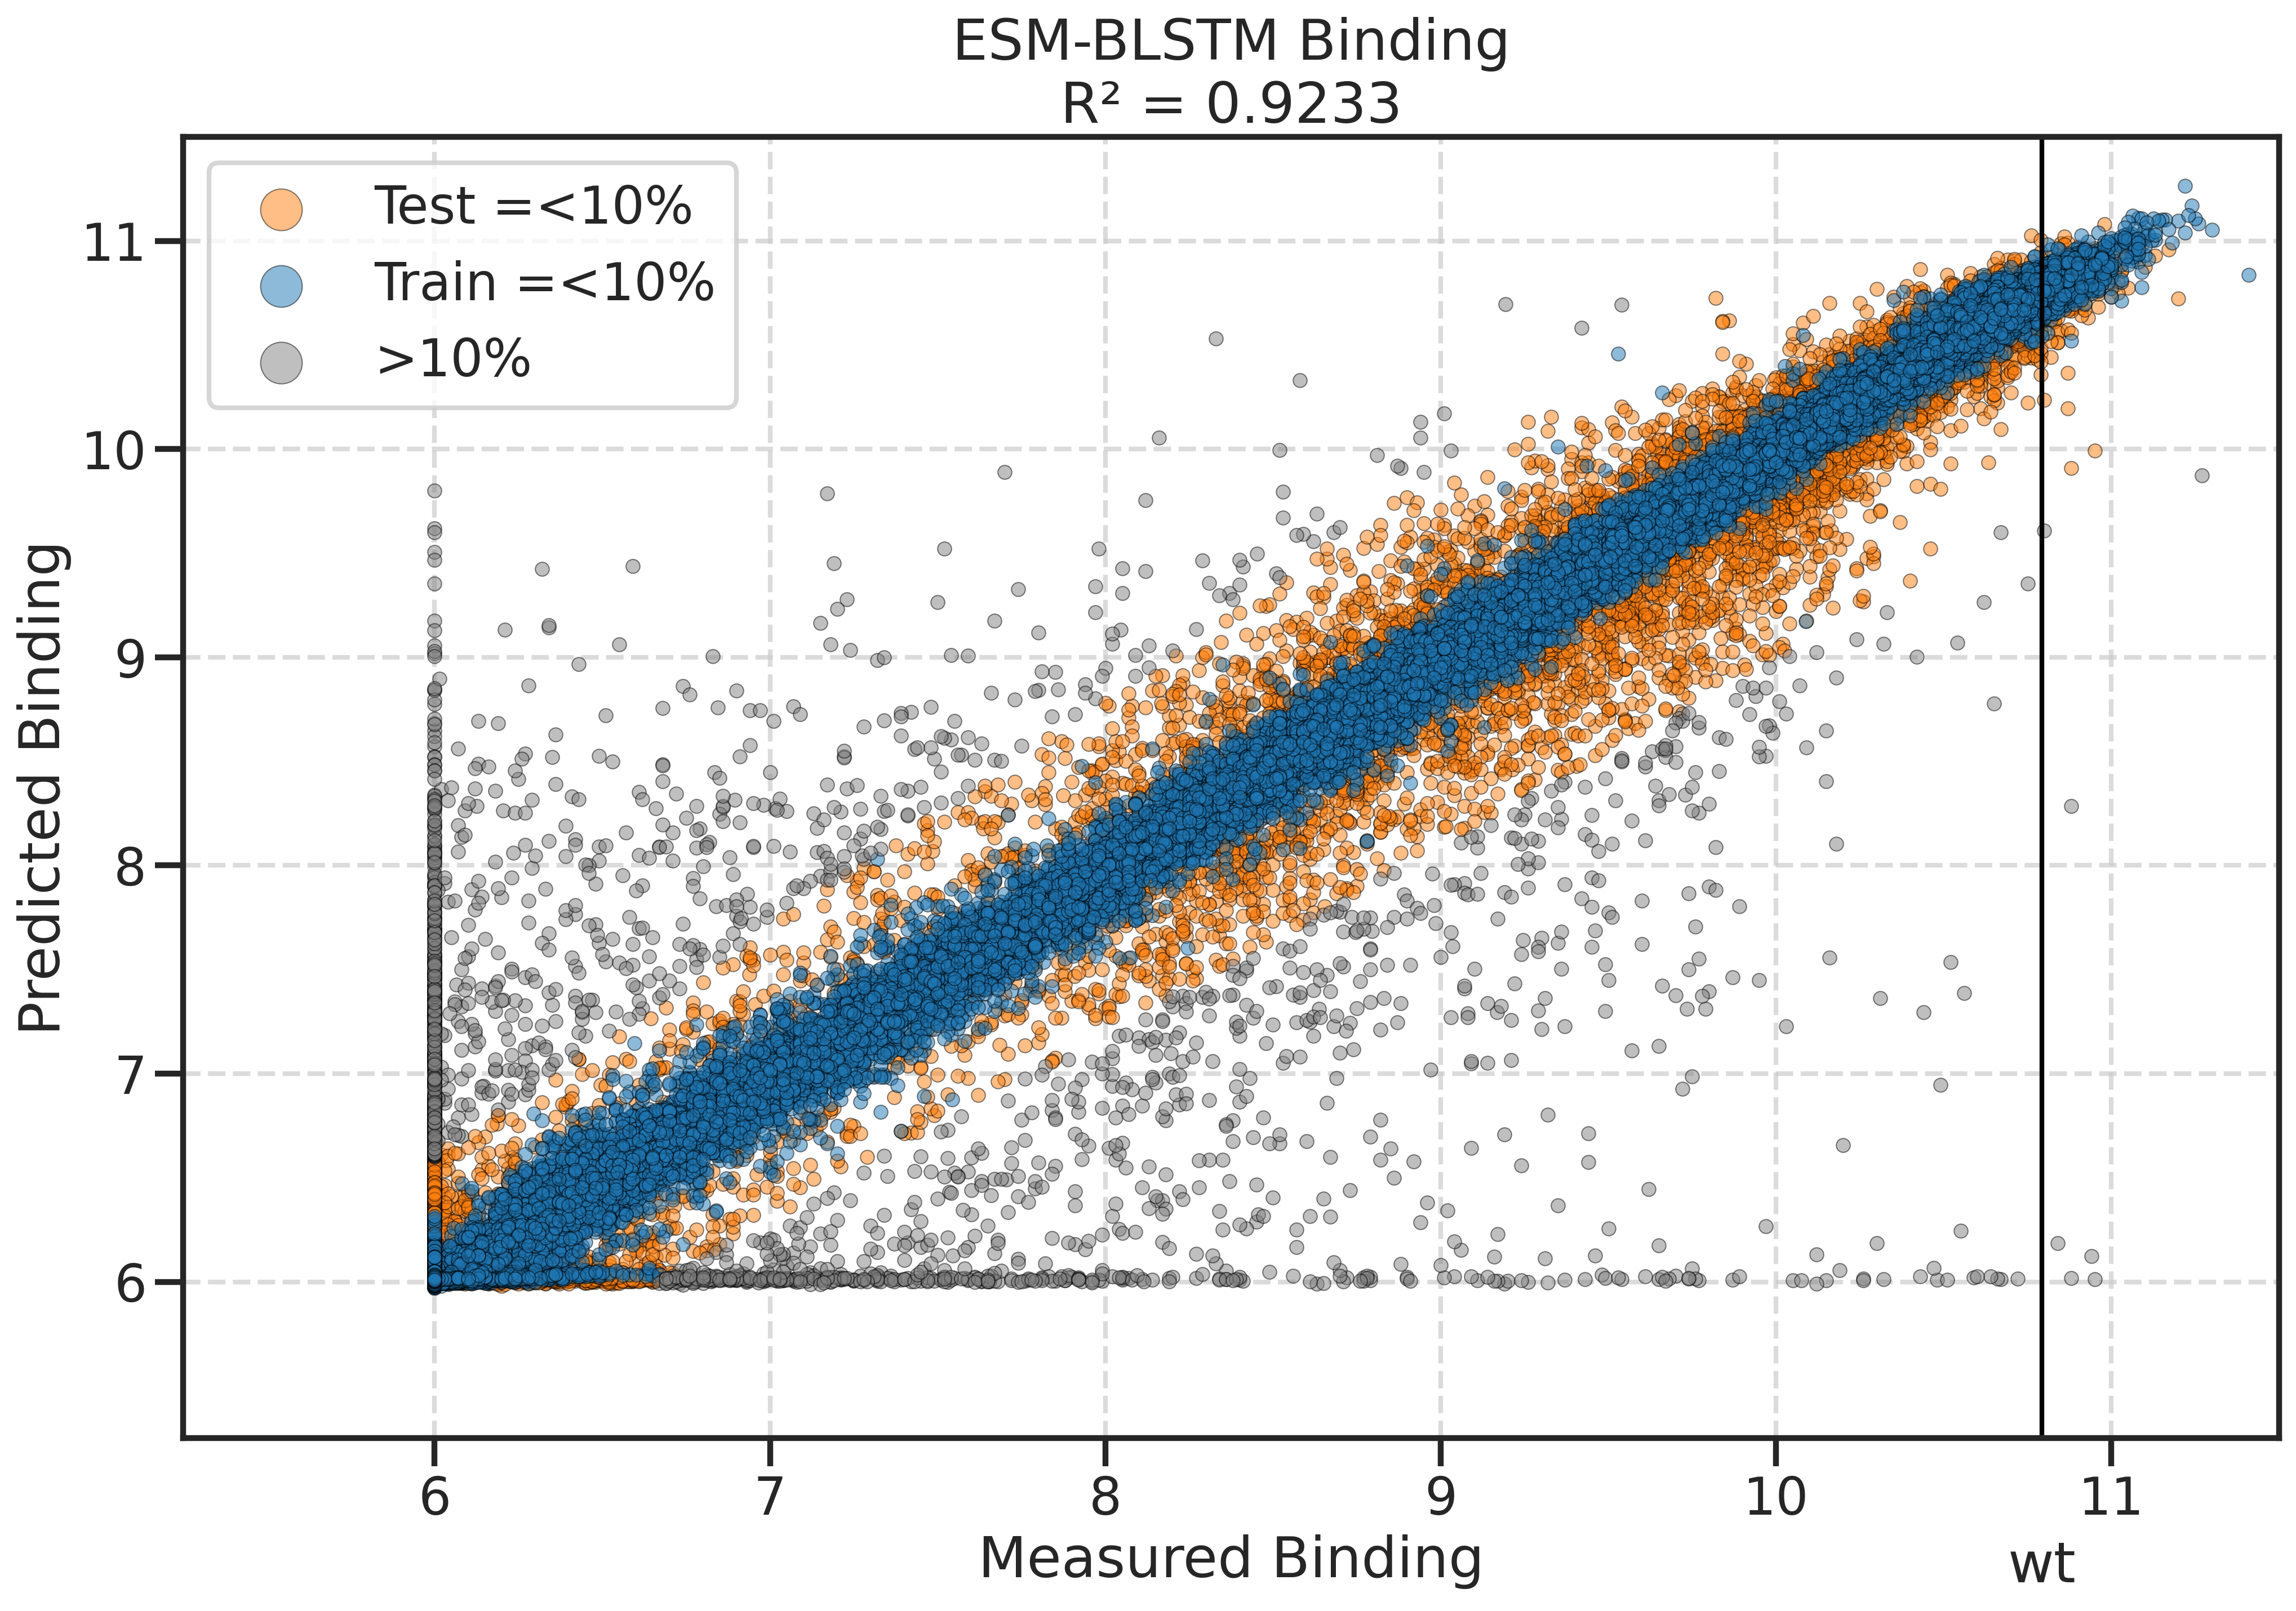 ESM-BLSTM Binding
R² = 0.9233
Test =<10%
Train =<10%
>10%
Predicted Binding
11
10
9
8
7
6
6 7 8 9 10 11
Measured Binding
wt